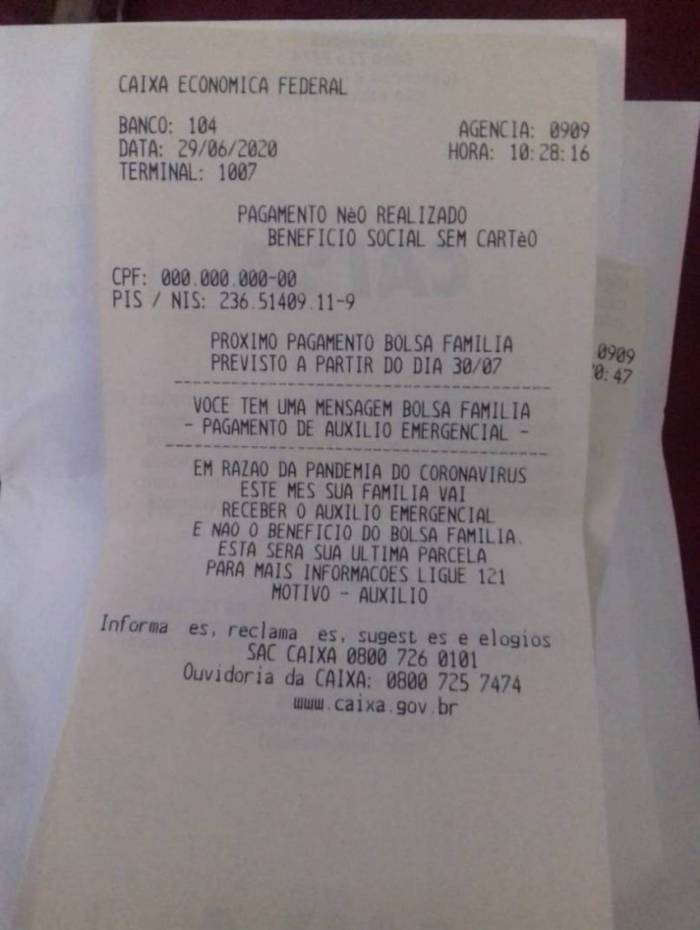 CAIXA ECONOMICA FEDERAL
BANCO: 104 AGENCIA: 0909
DATA: 29/06/2020 HORA: 10:28:16
TERMINAL: 1007
PAGAMENTO NèO REALIZADO
BENEFICIO SOCIAL SEM CARTèO
CPF: 000.000.000-00
PIS / NIS: 236.51409.11-9
PROXIMO PAGAMENTO BOLSA FAMILIA
PREVISTO A PARTIR DO DIA 30/07
VOCE TEM UMA MENSAGEM BOLSA FAMILIA
- PAGAMENTO DE AUXILIO EMERGENCIAL -
EM RAZAO DA PANDEMIA DO CORONAVIRUS
ESTE MES SUA FAMILIA VAI
RECEBER O AUXILIO EMERGENCIAL
E NAO O BENEFICIO DO BOLSA FAMILIA.
ESTA SERA SUA ULTIMA PARCELA
PARA MAIS INFORMACOES LIGUE 121
MOTIVO - AUXILIO
Informa es, reclama es, sugest es e elogios
SAC CAIXA 0800 726 0101
Ouvidoria da CAIXA: 0800 725 7474
www.caixa.gov.br
0909
0:47